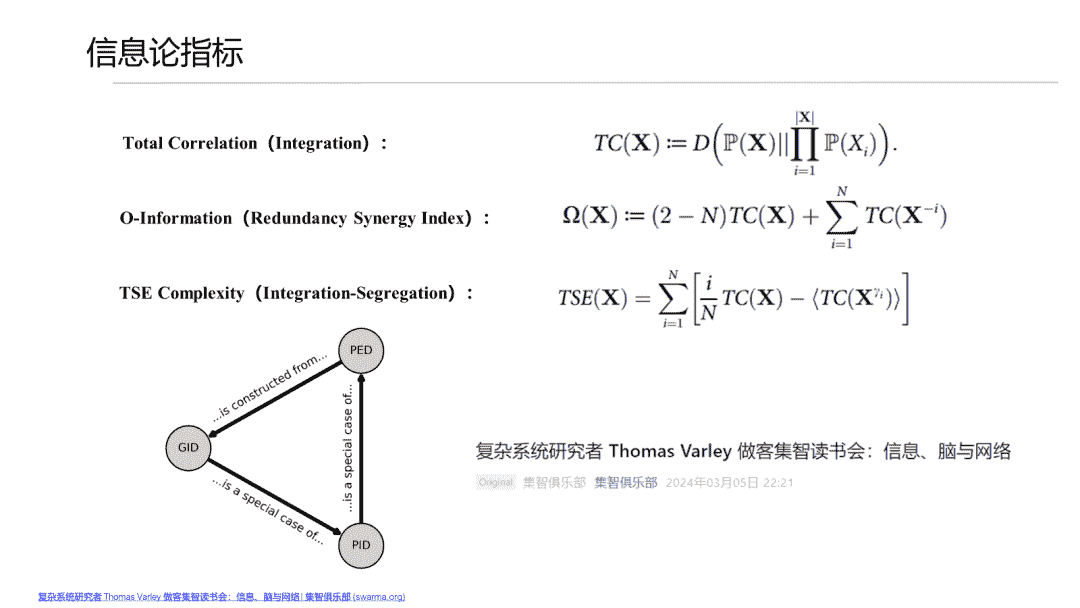 信息论指标
Total Correlation（Integration）：
TC(𝐗) ≔ D(ℙ(𝐗)||∏_{i=1}^{|𝐗|} ℙ(X_i)).
O-Information（Redundancy Synergy Index）：
Ω(𝐗) ≔ (2 − N)TC(𝐗) + ∑_{i=1}^{N} TC(𝐗^{−i})
TSE Complexity（Integration-Segregation）：
TSE(𝐗) = ∑_{i=1}^{N} [i/N TC(𝐗) − ⟨TC(𝐗^{γ_i})⟩]
PED
...is constructed from...
...is a special case of...
GID
...is a special case of...
PID
复杂系统研究者 Thomas Varley 做客集智读书会：信息、脑与网络
Original 集智俱乐部 集智俱乐部 2024年03月05日 22:21
复杂系统研究者 Thomas Varley 做客集智读书会：信息、脑与网络| 集智俱乐部 (swarma.org)